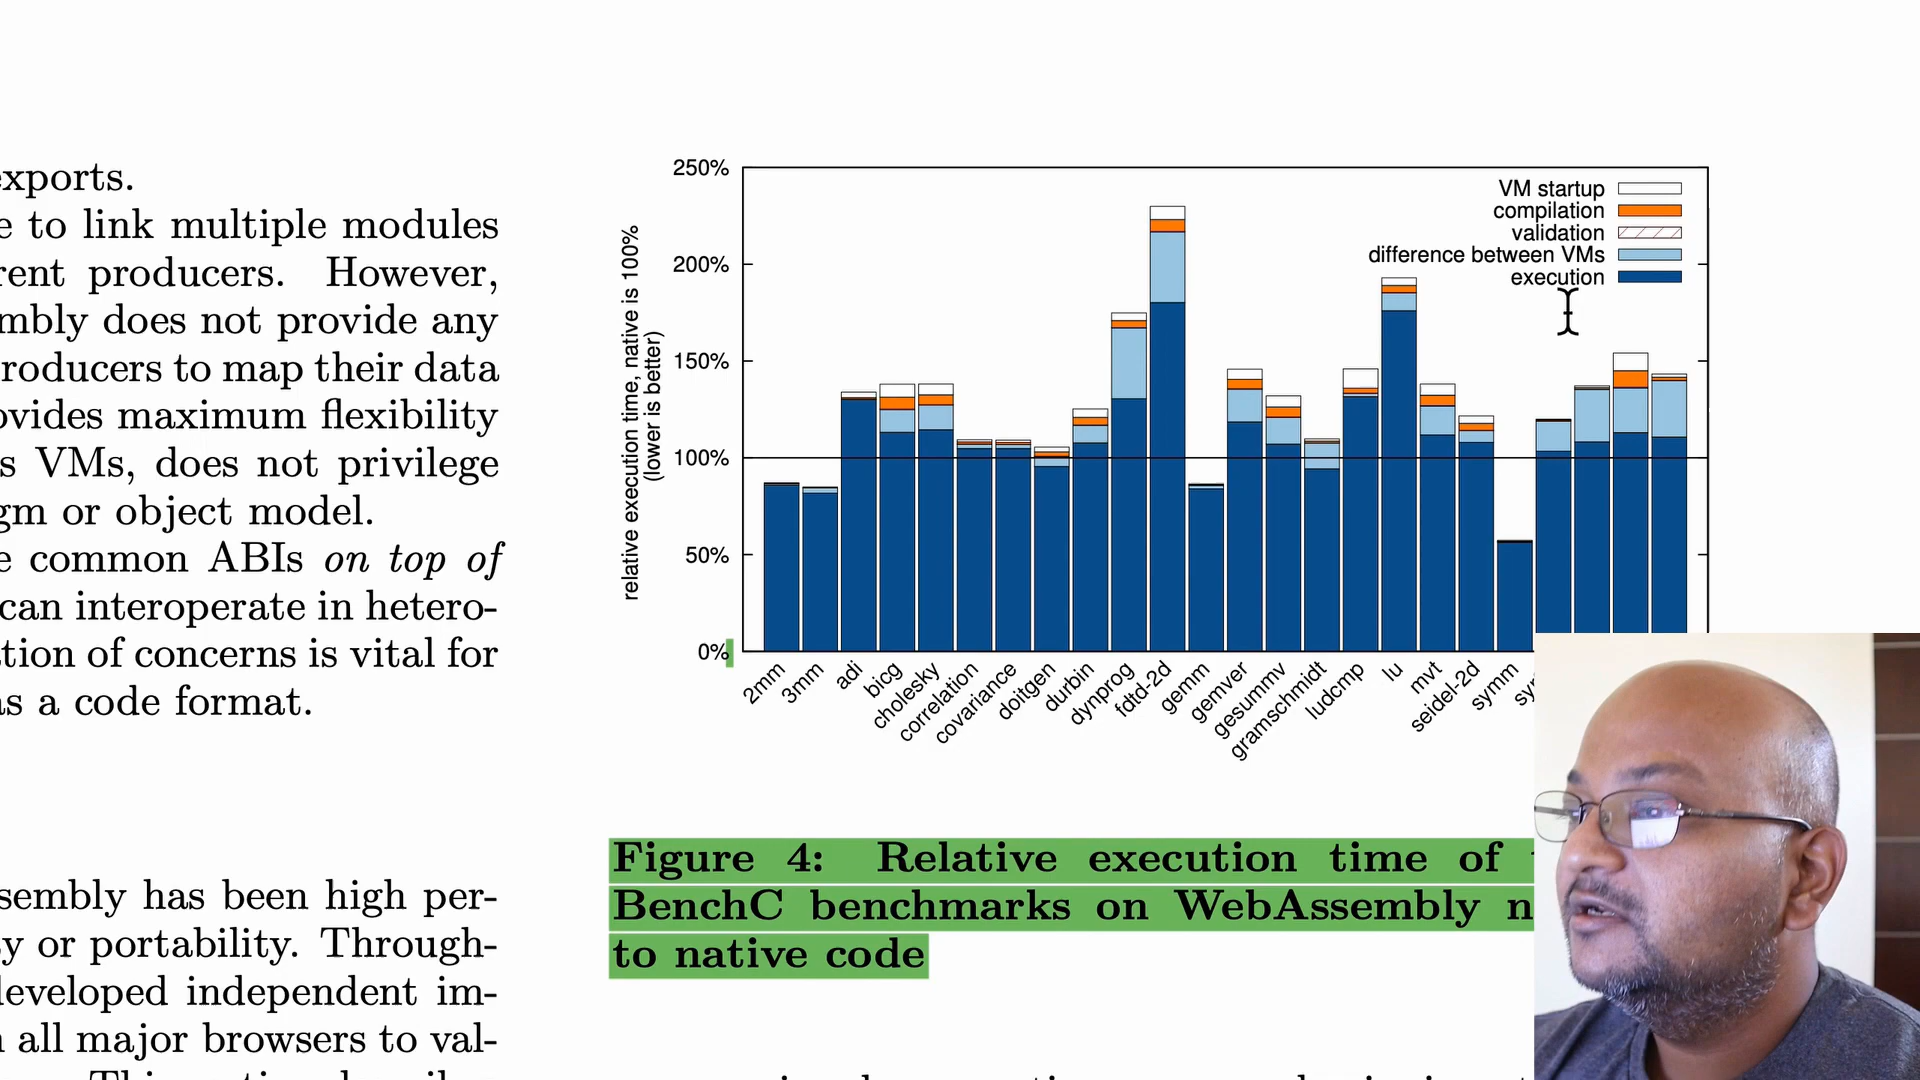 exports.
e to link multiple modules
rent producers. However,
mbly does not provide any
roducers to map their data
ovides maximum flexibility
s VMs, does not privilege
gm or object model.
e common ABIs on top of
can interoperate in hetero-
tion of concerns is vital for
as a code format.
sembly has been high per-
y or portability. Through-
developed independent im-
n all major browsers to val-
relative execution time, native is 100%
(lower is better)
250%
200%
150%
100%
50%
0%
VM startup
compilation
validation
difference between VMs
execution
2mm
3mm
adi
bicg
cholesky
correlation
covariance
doitgen
durbin
dynprog
fdtd-2d
gemm
gemver
gesummv
gramschmidt
ludcmp
lu
mvt
seidel-2d
symm
Figure 4: Relative execution time of
BenchC benchmarks on WebAssembly n
to native code